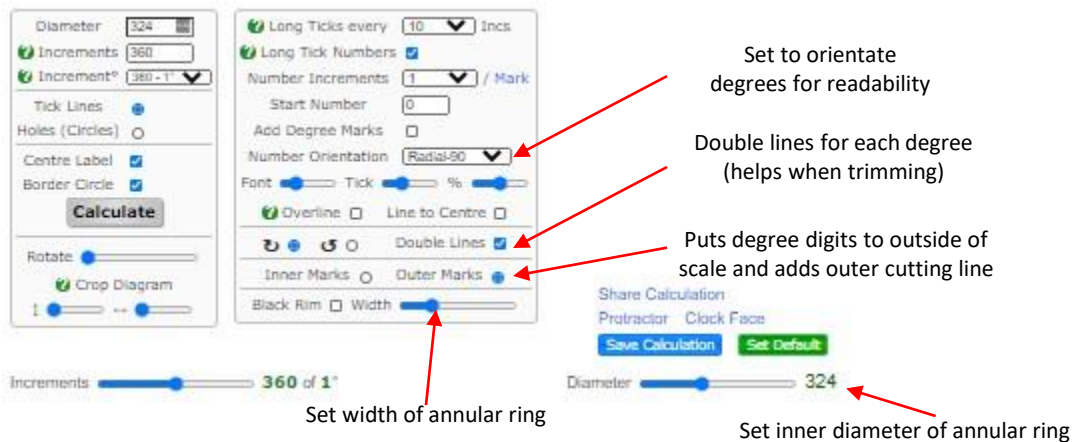 Diameter 324
Increments 360
Increment° 360 - 1°
Tick Lines
Holes (Circles)
Centre Label
Border Circle
Calculate
Rotate
Crop Diagram
Long Ticks every 10 Incs
Long Tick Numbers
Number Increments 1 / Mark
Start Number 0
Add Degree Marks
Number Orientation Radial-90
Font Tick %
Overline Line to Centre
Double Lines
Inner Marks Outer Marks
Black Rim Width
Set to orientate
degrees for readability
Double lines for each degree
(helps when trimming)
Puts degree digits to outside of
scale and adds outer cutting line
Share Calculation
Protractor Clock Face
Save Calculation Set Default
Increments 360 of 1°
Diameter 324
Set width of annular ring
Set inner diameter of annular ring